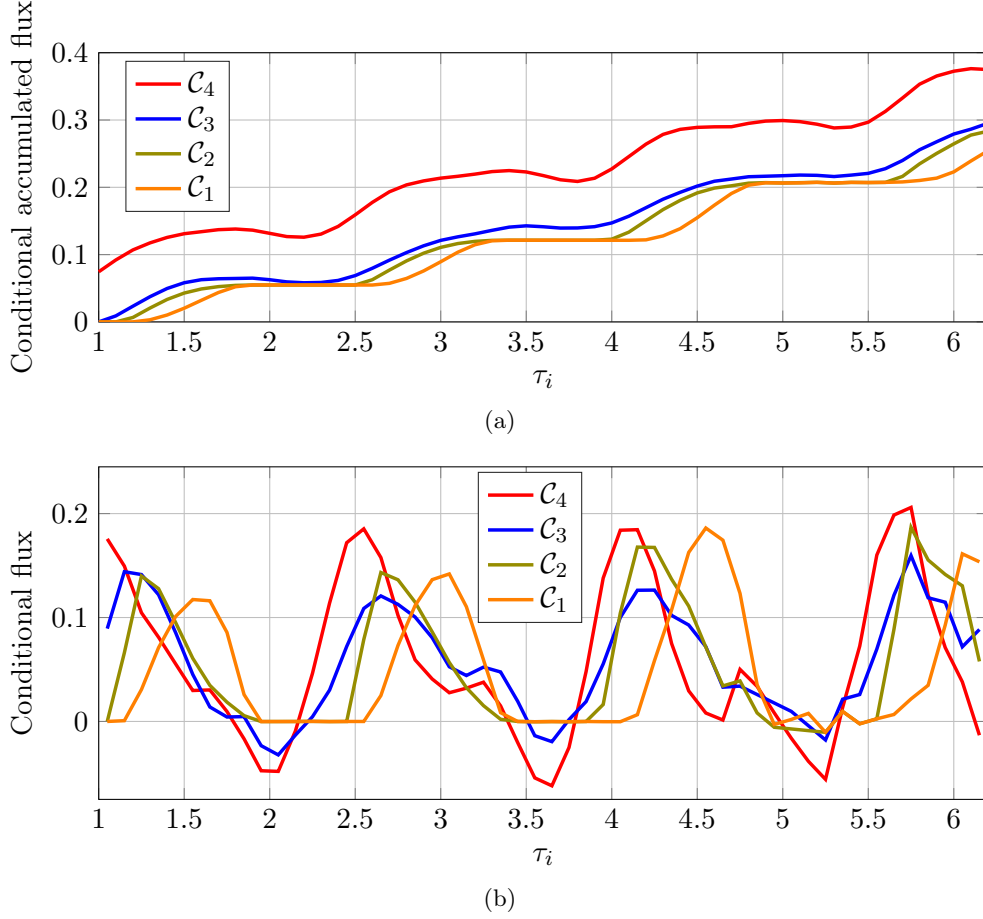 Conditional accumulated flux
0.4
0.3
0.2
0.1
0
𝒞₄
𝒞₃
𝒞₂
𝒞₁
1 1.5 2 2.5 3 3.5 4 4.5 5 5.5 6
τᵢ
(a)
Conditional flux
0.2
0.1
0
𝒞₄
𝒞₃
𝒞₂
𝒞₁
1 1.5 2 2.5 3 3.5 4 4.5 5 5.5 6
τᵢ
(b)